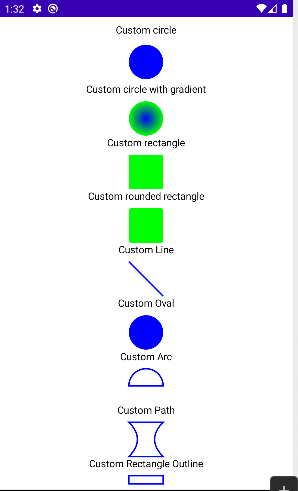 1:32
Custom circle
Custom circle with gradient
Custom rectangle
Custom rounded rectangle
Custom Line
Custom Oval
Custom Arc
Custom Path
Custom Rectangle Outline